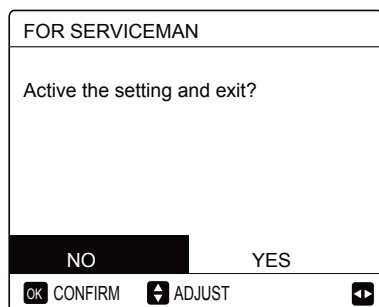 FOR SERVICEMAN
Active the setting and exit?
NO YES
OK CONFIRM ADJUST